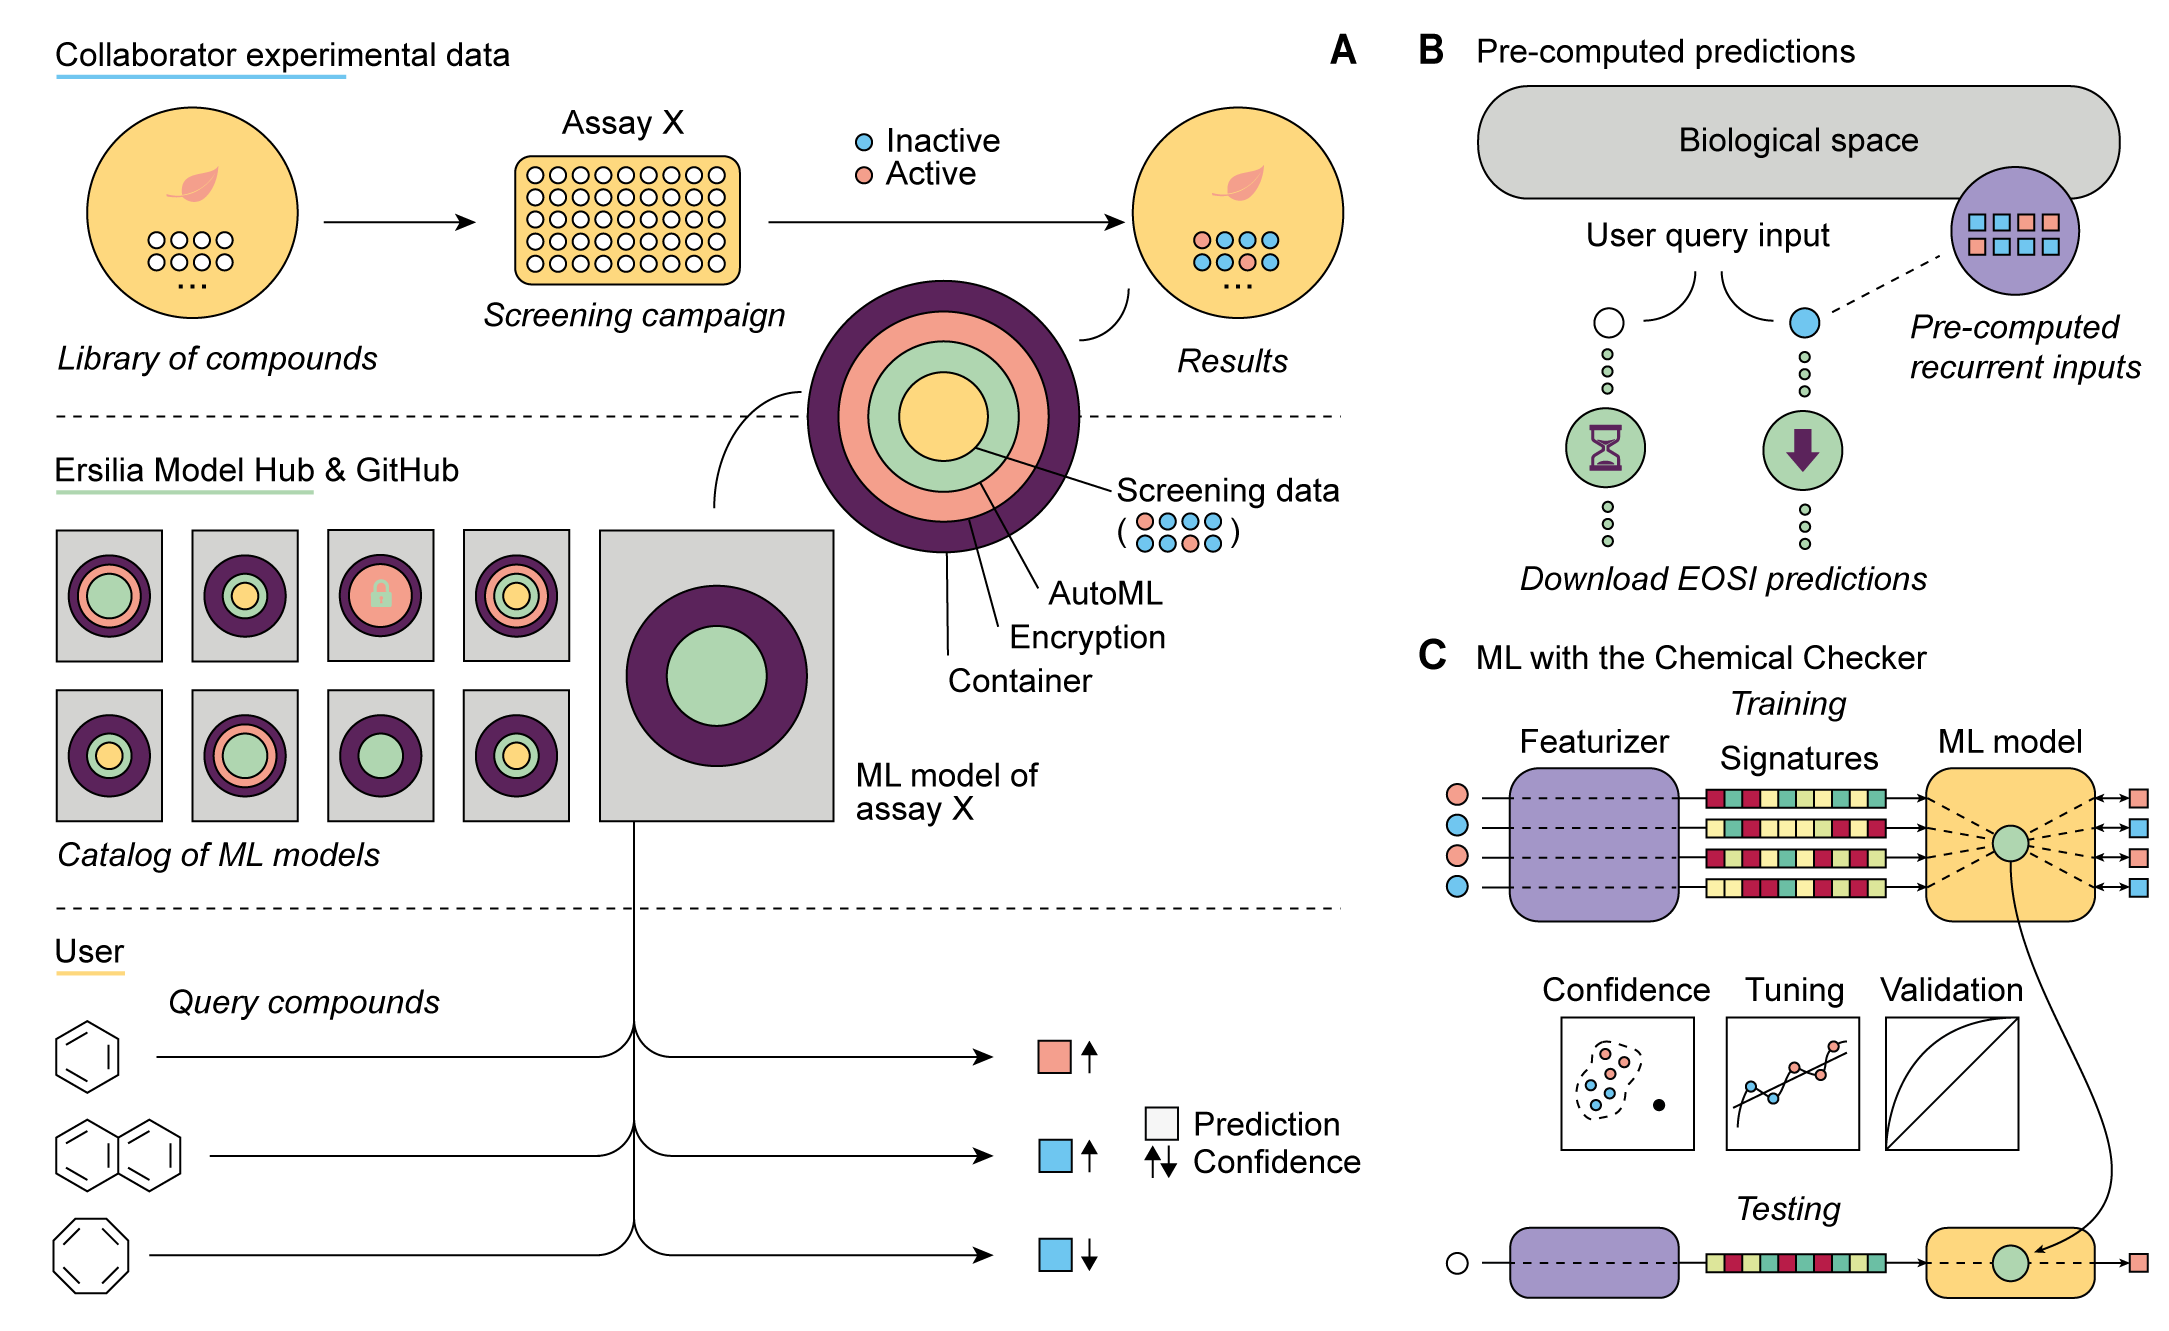 Collaborator experimental data
A
Assay X
Inactive
Active
...
...
Library of compounds
Screening campaign
Results
Ersilia Model Hub & GitHub
Screening data
( )
AutoML
Encryption
Container
ML model of
assay X
Catalog of ML models
User
Query compounds
Prediction
Confidence
B Pre-computed predictions
Biological space
User query input
Pre-computed
recurrent inputs
Download EOSI predictions
C ML with the Chemical Checker
Training
Featurizer
Signatures
ML model
Confidence
Tuning
Validation
Testing